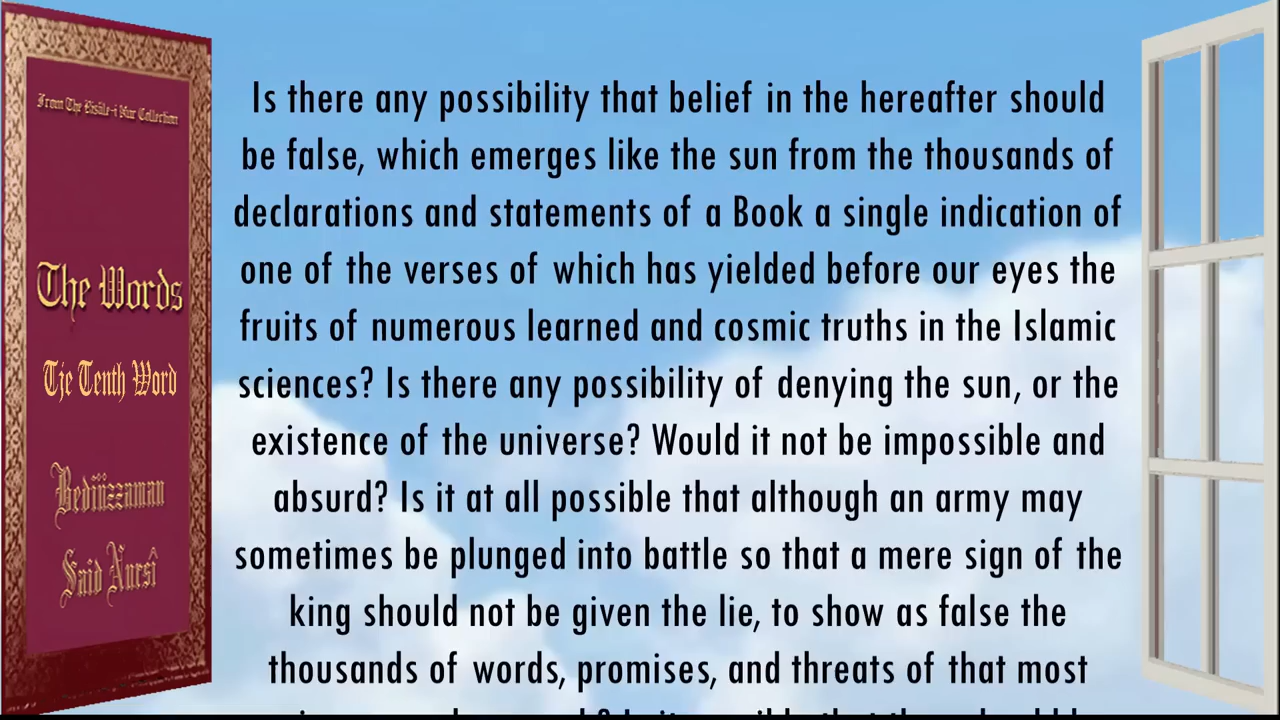 From The Risale-i Nur Collection
The Words
Tje Tenth Word
Bediüzzaman
Said Nursî
Is there any possibility that belief in the hereafter should
be false, which emerges like the sun from the thousands of
declarations and statements of a Book a single indication of
one of the verses of which has yielded before our eyes the
fruits of numerous learned and cosmic truths in the Islamic
sciences? Is there any possibility of denying the sun, or the
existence of the universe? Would it not be impossible and
absurd? Is it at all possible that although an army may
sometimes be plunged into battle so that a mere sign of the
king should not be given the lie, to show as false the
thousands of words, promises, and threats of that most